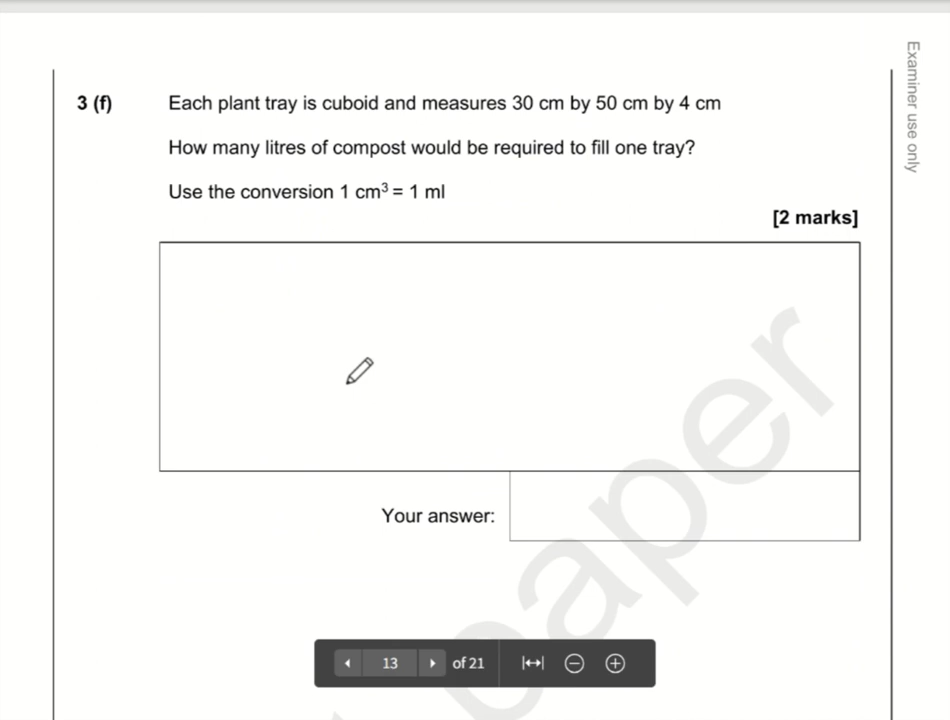 Examiner use only
3 (f) Each plant tray is cuboid and measures 30 cm by 50 cm by 4 cm
How many litres of compost would be required to fill one tray?
Use the conversion 1 cm³ = 1 ml
[2 marks]
Your answer:
paper
13 of 21